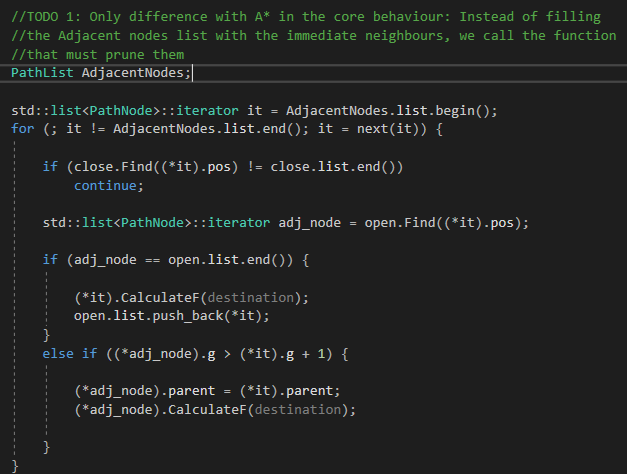 //TODO 1: Only difference with A* in the core behaviour: Instead of filling
//the Adjacent nodes list with the immediate neighbours, we call the function
//that must prune them
PathList AdjacentNodes;
std::list<PathNode>::iterator it = AdjacentNodes.list.begin();
for (; it != AdjacentNodes.list.end(); it = next(it)) {
if (close.Find((*it).pos) != close.list.end())
continue;
std::list<PathNode>::iterator adj_node = open.Find((*it).pos);
if (adj_node == open.list.end()) {
(*it).CalculateF(destination);
open.list.push_back(*it);
}
else if ((*adj_node).g > (*it).g + 1) {
(*adj_node).parent = (*it).parent;
(*adj_node).CalculateF(destination);
}
}